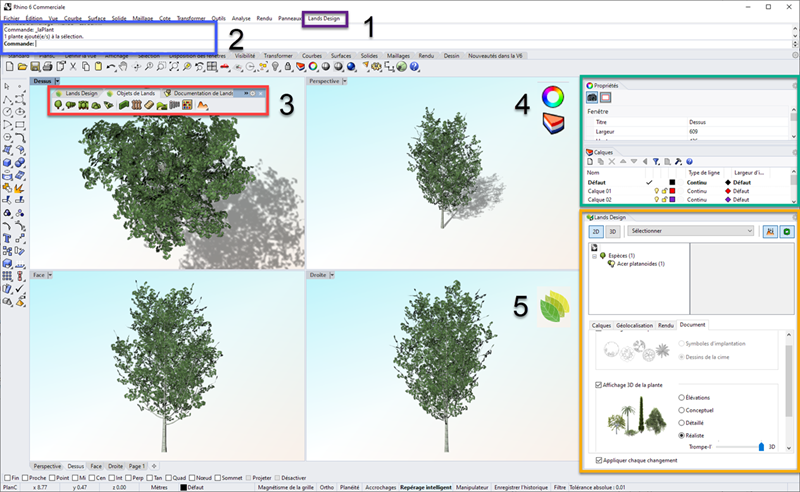 Rhino 6 Commerciale
Fichier Édition Vue Courbe Surface Solide Maillage Cote Transformer Outils Analyse Rendu Panneaux Lands Design
1
Commande: _laPlant
1 plante ajouté(e/s) à la sélection.
Commande:
2
Standard Définir la vue Affichage Sélection Disposition des fenêtres Visibilité Transformer Courbes Surfaces Solides Maillages Rendu Dessin Nouveautés dans la V6
Dessus
Perspective
Lands Design Objets de Lands Documentation de Lands
3
4
5
Face
Droite
Propriétés
Fenêtre
Titre Dessus
Largeur 609
Calques
Nom Type de ligne Largeur d'i...
Défaut Continu Défaut
Calque 01 Continu Défaut
Calque 02 Continu Défaut
Lands Design
2D 3D Sélectionner
Espèces (1)
Acer platanoides (1)
Calques Géolocalisation Rendu Document
Symboles d'implantation
Dessins de la cime
Affichage 3D de la plante
Élévations
Conceptuel
Détaillé
Réaliste
Trompe-l' 3D
Appliquer chaque changement
Perspective Dessus Face Droite Page 1
Fin Proche Point Mi Cen Int Perp Tan Quad Nœud Sommet Projeter Désactiver
PlanC x 8.77 y 0.47 z 0.00 Mètres Défaut Magnétisme de la grille Ortho Planéité Accrochages Repérage intelligent Manipulateur Enregistrer l'historique Filtre Tolérance absolue : 0.01